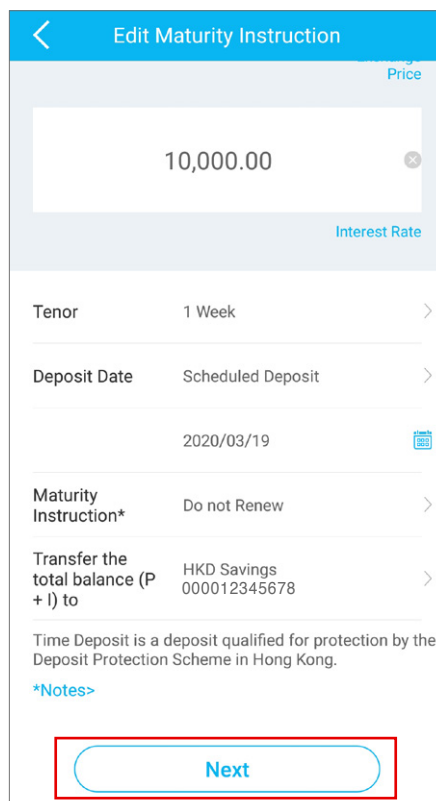 Edit Maturity Instruction
Price
10,000.00
Interest Rate
Tenor 1 Week
Deposit Date Scheduled Deposit
2020/03/19
Maturity
Instruction* Do not Renew
Transfer the
total balance (P
+ I) to
HKD Savings
000012345678
Time Deposit is a deposit qualified for protection by the
Deposit Protection Scheme in Hong Kong.
*Notes>
Next